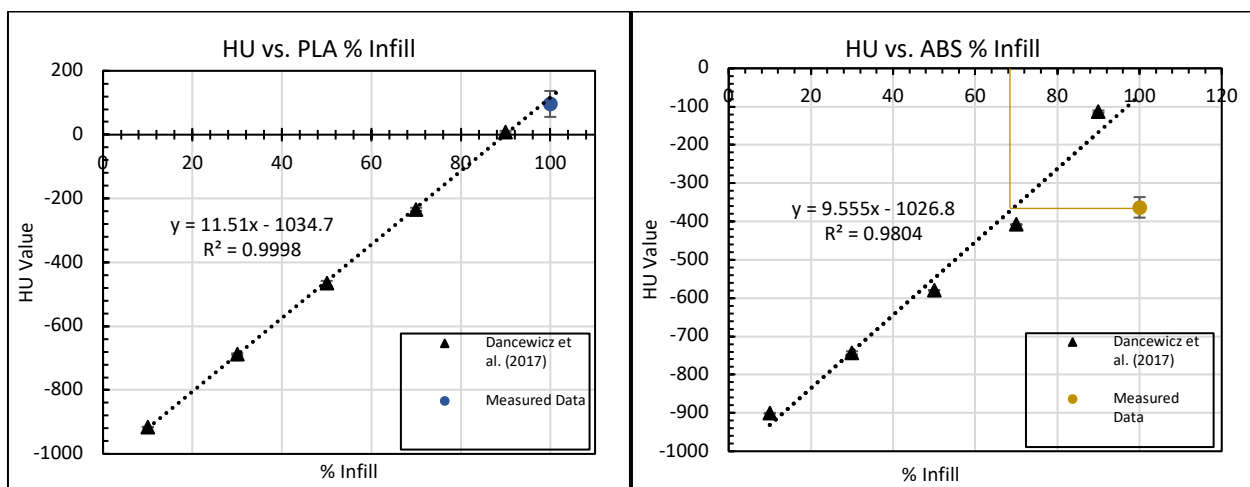 HU vs. PLA % Infill
200
0
-200
-400
-600
-800
-1000
0
20
40
60
80
100
HU Value
% Infill
y = 11.51x - 1034.7
R² = 0.9998
Dancewicz et
al. (2017)
Measured Data
HU vs. ABS % Infill
0
-100
-200
-300
-400
-500
-600
-700
-800
-900
-1000
0
20
40
60
80
100
120
HU Value
% Infill
y = 9.555x - 1026.8
R² = 0.9804
Dancewicz et
al. (2017)
Measured
Data